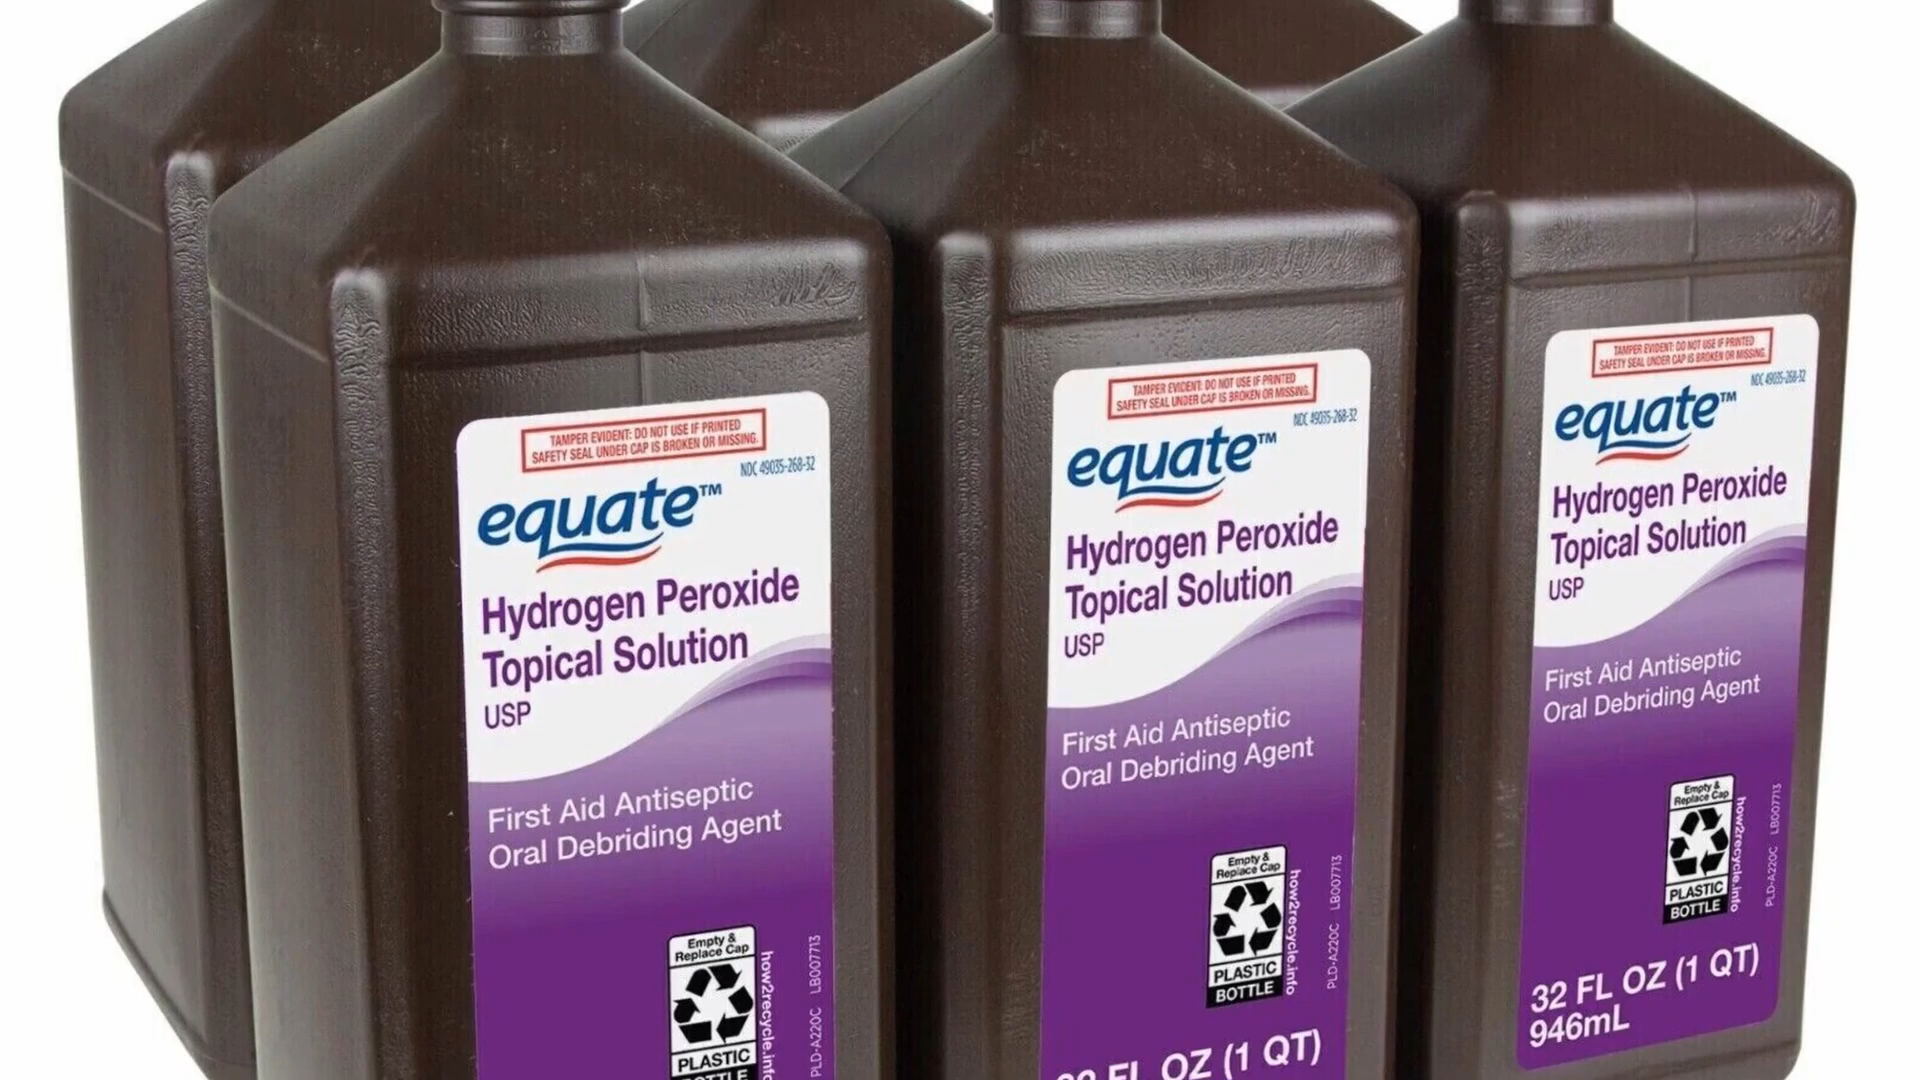 TAMPER EVIDENT: DO NOT USE IF PRINTED
SAFETY SEAL UNDER CAP IS BROKEN OR MISSING.
NDC 49035-268-32
equate™
Hydrogen Peroxide
Topical Solution
USP
First Aid Antiseptic
Oral Debriding Agent
Empty &
Replace Cap
PLASTIC
how2recycle.info
PLD-A220C LB007713
TAMPER EVIDENT: DO NOT USE IF PRINTED
SAFETY SEAL UNDER CAP IS BROKEN OR MISSING.
NDC 49035-268-32
equate™
Hydrogen Peroxide
Topical Solution
USP
First Aid Antiseptic
Oral Debriding Agent
Empty &
Replace Cap
PLASTIC
BOTTLE
how2recycle.info
PLD-A220C LB007713
FL OZ (1 QT)
TAMPER EVIDENT: DO NOT USE IF PRINTED
SAFETY SEAL UNDER CAP IS BROKEN OR MISSING.
NDC 49035-268-32
equate™
Hydrogen Peroxide
Topical Solution
USP
First Aid Antiseptic
Oral Debriding Agent
Empty &
Replace Cap
PLASTIC
BOTTLE
how2recycle.info
PLD-A220C LB007713
32 FL OZ (1 QT)
946mL